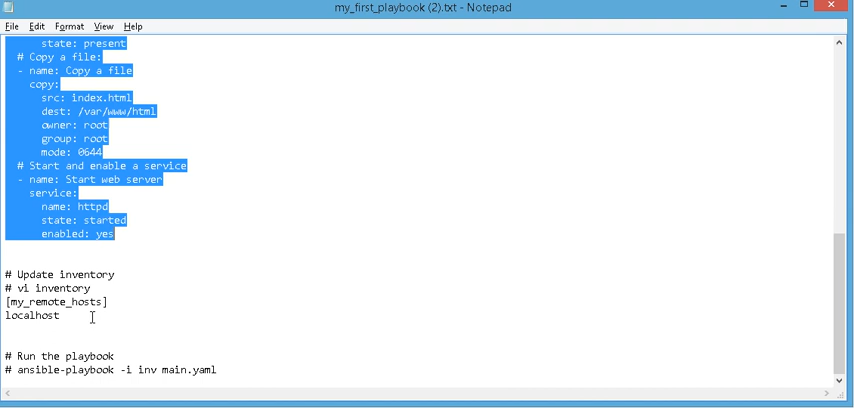 my_first_playbook (2).txt - Notepad
File Edit Format View Help
state: present
# Copy a file:
- name: Copy a file
copy:
src: index.html
dest: /var/www/html
owner: root
group: root
mode: 0644
# Start and enable a service
- name: Start web server
service:
name: httpd
state: started
enabled: yes
# Update inventory
# vi inventory
[my_remote_hosts]
localhost
# Run the playbook
# ansible-playbook -i inv main.yaml